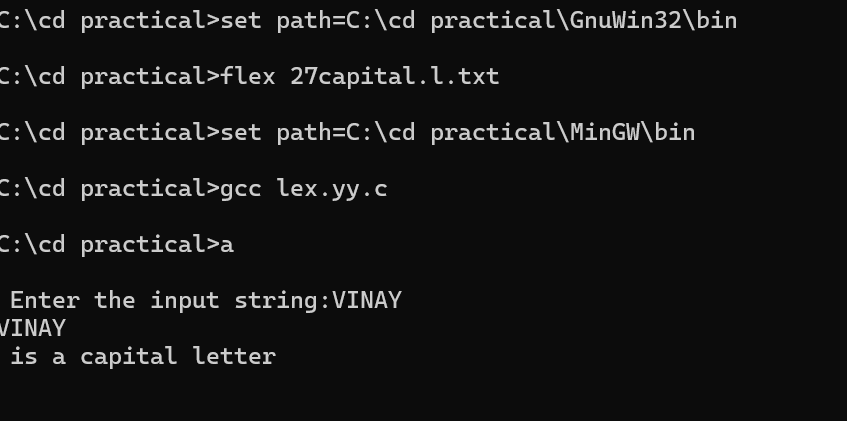 C:\cd practical>set path=C:\cd practical\GnuWin32\bin
C:\cd practical>flex 27capital.l.txt
C:\cd practical>set path=C:\cd practical\MinGW\bin
C:\cd practical>gcc lex.yy.c
C:\cd practical>a
Enter the input string:VINAY
VINAY
is a capital letter